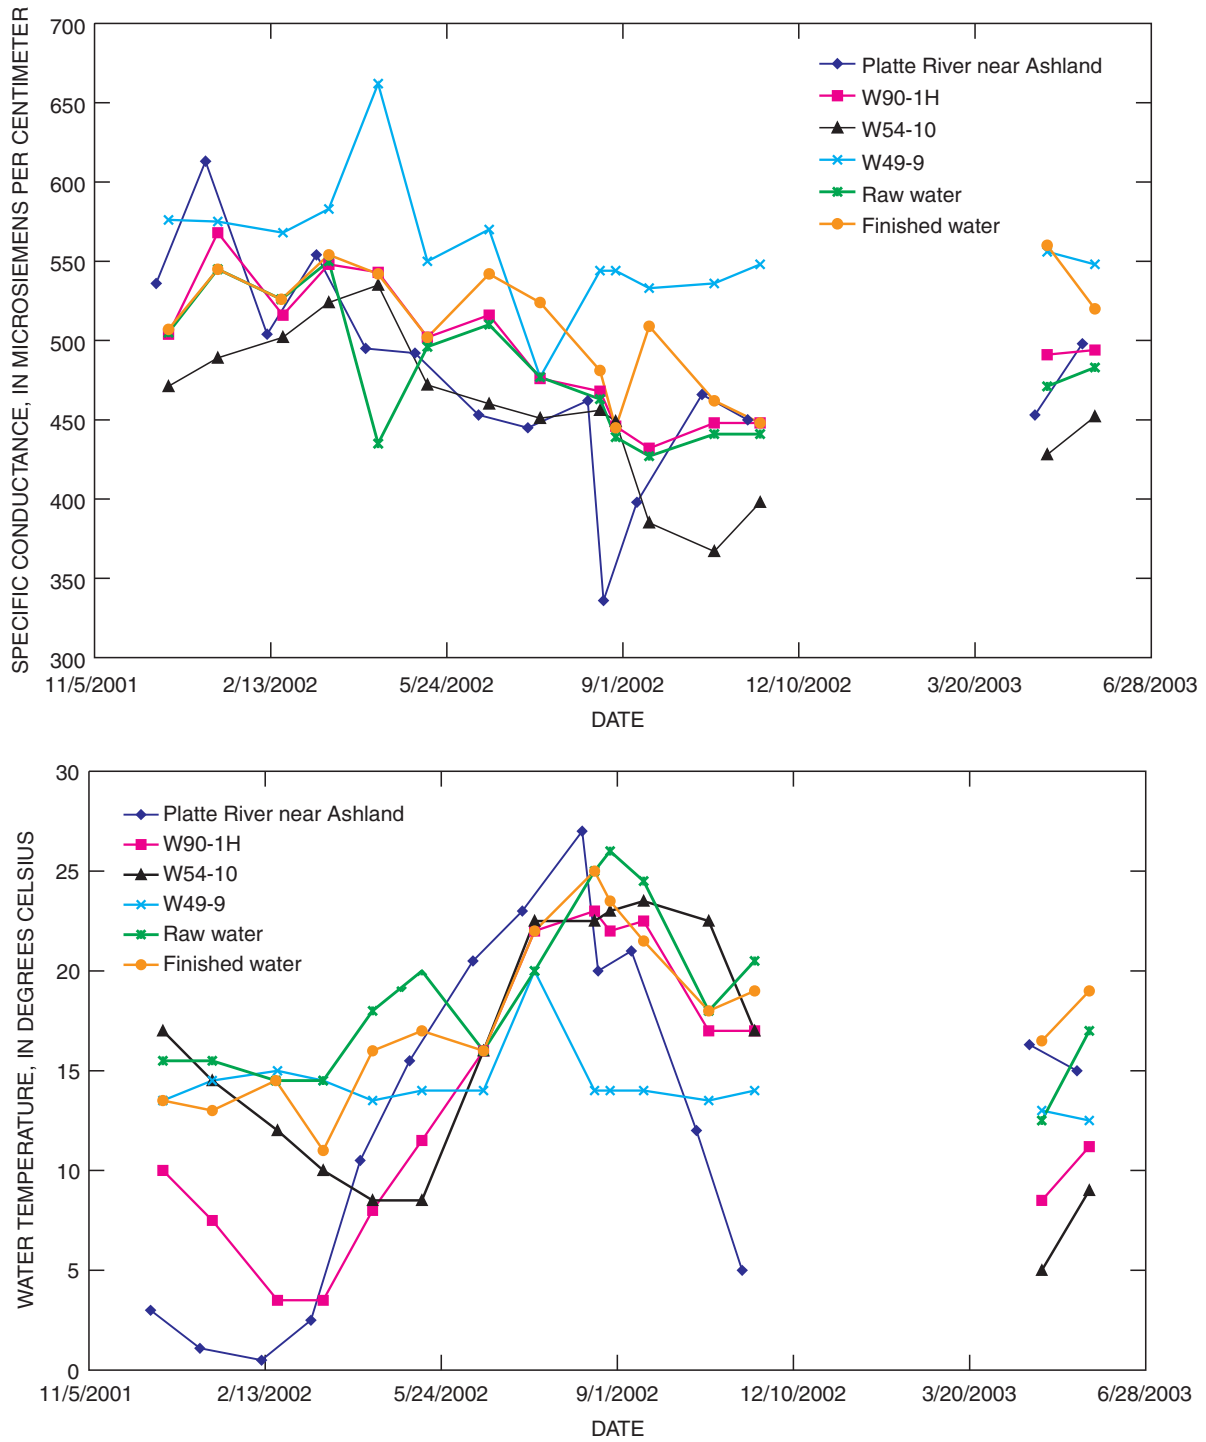 SPECIFIC CONDUCTANCE, IN MICROSIEMENS PER CENTIMETER
700
650
600
550
500
450
400
350
300
Platte River near Ashland
W90-1H
W54-10
W49-9
Raw water
Finished water
11/5/2001 2/13/2002 5/24/2002 9/1/2002 12/10/2002 3/20/2003 6/28/2003
DATE
WATER TEMPERATURE, IN DEGREES CELSIUS
30
25
20
15
10
5
0
Platte River near Ashland
W90-1H
W54-10
W49-9
Raw water
Finished water
11/5/2001 2/13/2002 5/24/2002 9/1/2002 12/10/2002 3/20/2003 6/28/2003
DATE